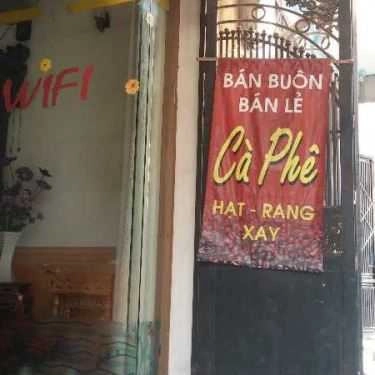 WIFI
BÁN BUÔN
BÁN LẺ
Cà Phê
HẠT - RANG
XAY